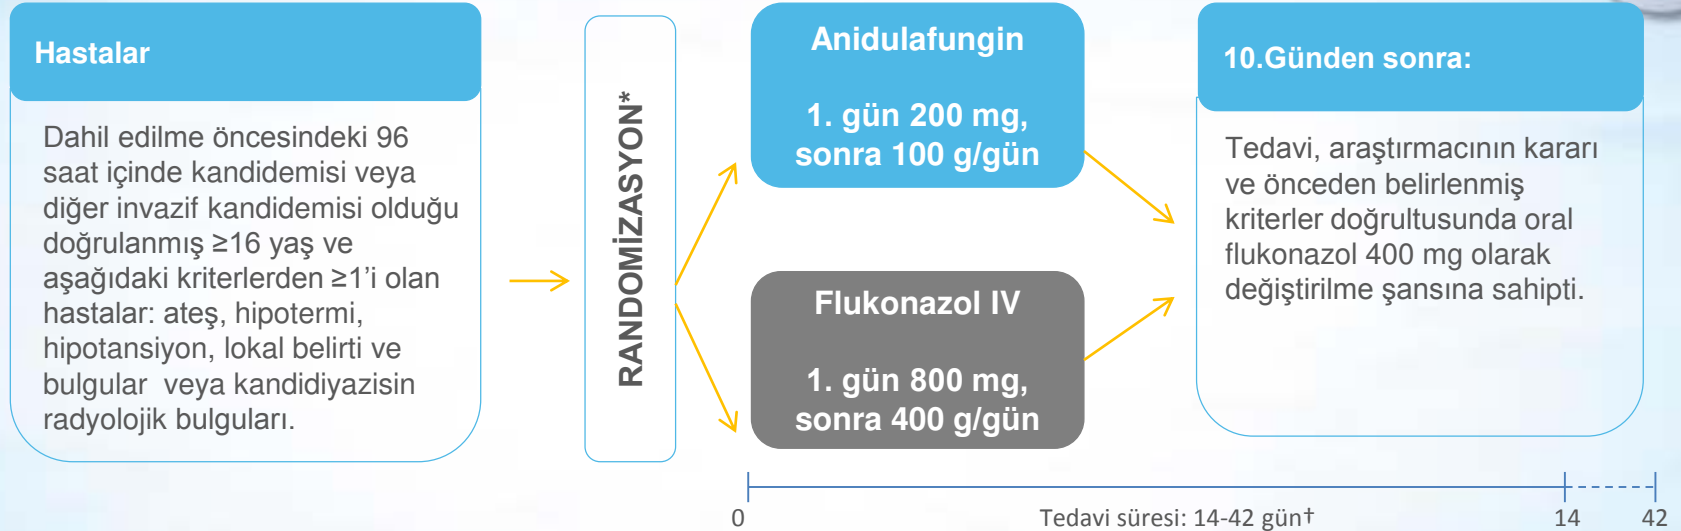 Hastalar
Dahil edilme öncesindeki 96
saat içinde kandidemisi veya
diğer invazif kandidemisi olduğu
doğrulanmış ≥16 yaş ve
aşağıdaki kriterlerden ≥1’i olan
hastalar: ateş, hipotermi,
hipotansiyon, lokal belirti ve
bulgular veya kandidiyazisin
radyolojik bulguları.
RANDOMİZASYON*
Anidulafungin
1. gün 200 mg,
sonra 100 g/gün
Flukonazol IV
1. gün 800 mg,
sonra 400 g/gün
10.Günden sonra:
Tedavi, araştırmacının kararı
ve önceden belirlenmiş
kriterler doğrultusunda oral
flukonazol 400 mg olarak
değiştirilme şansına sahipti.
0 Tedavi süresi: 14-42 gün† 14 42